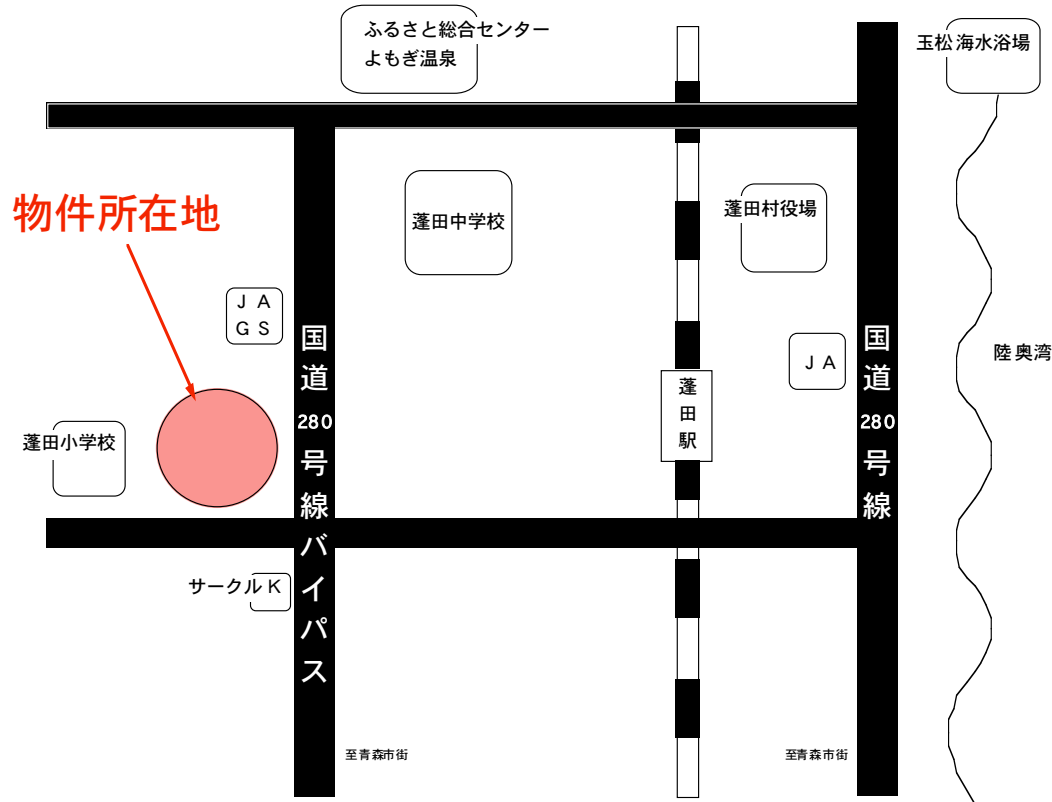 ふるさと総合センター
よもぎ温泉
玉松海水浴場
物件所在地
蓬田中学校
蓬田村役場
JA
GS
国道280号線バイパス
国道280号線
JA
陸奥湾
蓬田駅
蓬田小学校
サークルK
至青森市街
至青森市街